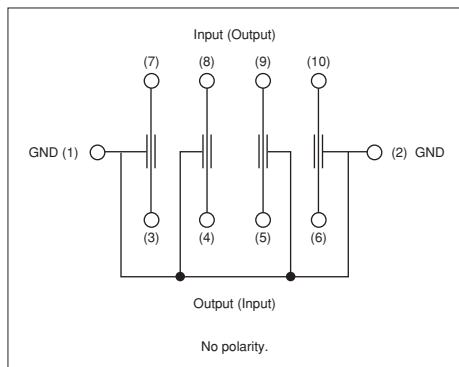 Input (Output)
(7) (8) (9) (10)
GND (1) (2) GND
(3) (4) (5) (6)
Output (Input)
No polarity.